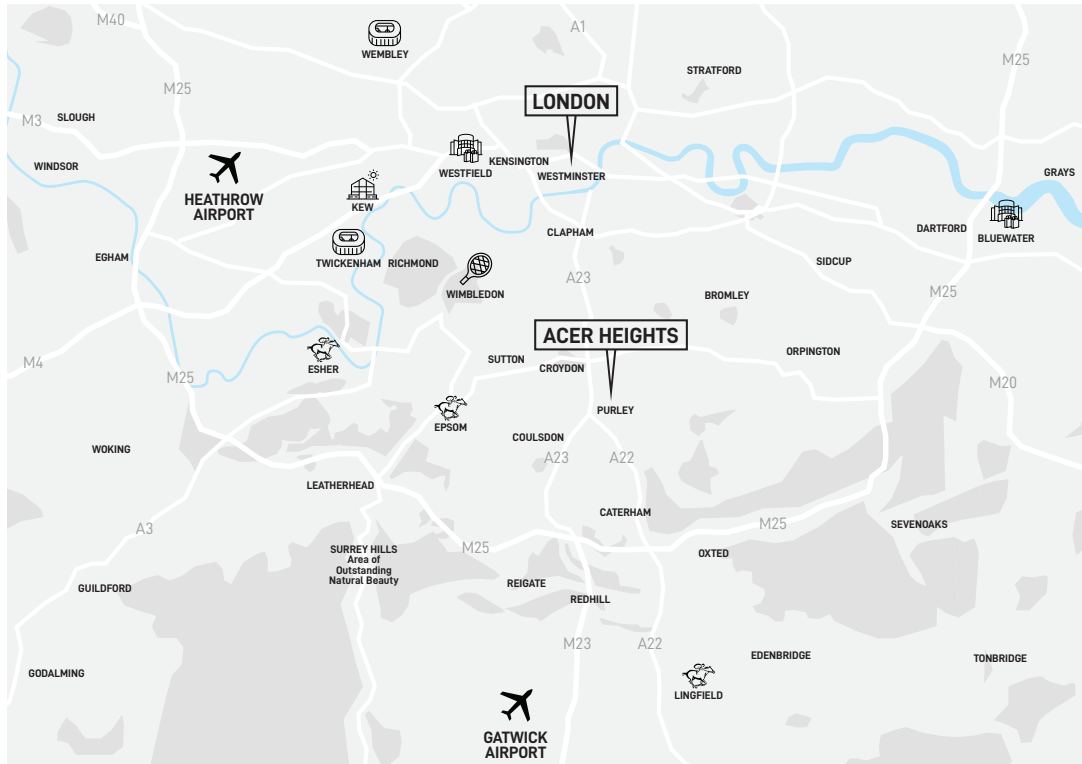 M40
A1
WEMBLEY
M25
STRATFORD
M25
LONDON
M3
SLOUGH
WINDSOR
HEATHROW
AIRPORT
WESTFIELD
KENSINGTON
WESTMINSTER
GRAYS
KEW
CLAPHAM
DARTFORD
BLUEWATER
EGHAM
TWICKENHAM
RICHMOND
SIDCUP
A23
WIMBLEDON
BROMLEY
M25
ACER HEIGHTS
M4
ESHER
SUTTON
CROYDON
ORPINGTON
M25
M20
PURLEY
EPSOM
WOKING
COULSDON
A23
A22
LEATHERHEAD
CATERHAM
A3
M25
M25
SEVENOAKS
SURREY HILLS
Area of
Outstanding
Natural Beauty
OXTED
GUILDFORD
REIGATE
REDHILL
M23
A22
EDENBRIDGE
TONBRIDGE
GODALMING
LINGFIELD
GATWICK
AIRPORT